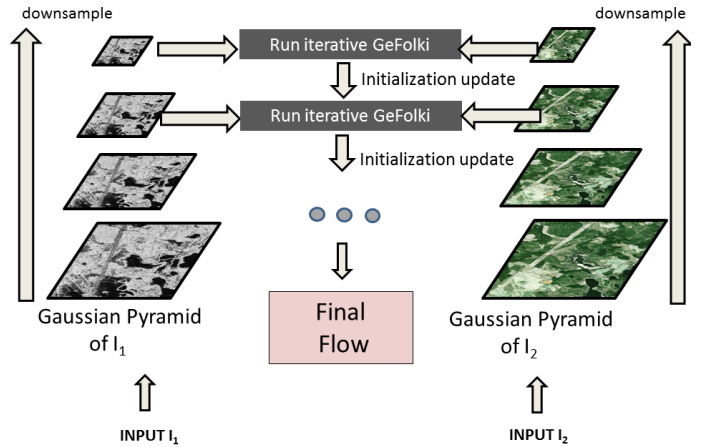 downsample
downsample
Run iterative GeFolki
Initialization update
Run iterative GeFolki
Initialization update
Final
Flow
Gaussian Pyramid
of I₁
Gaussian Pyramid
of I₂
INPUT I₁
INPUT I₂